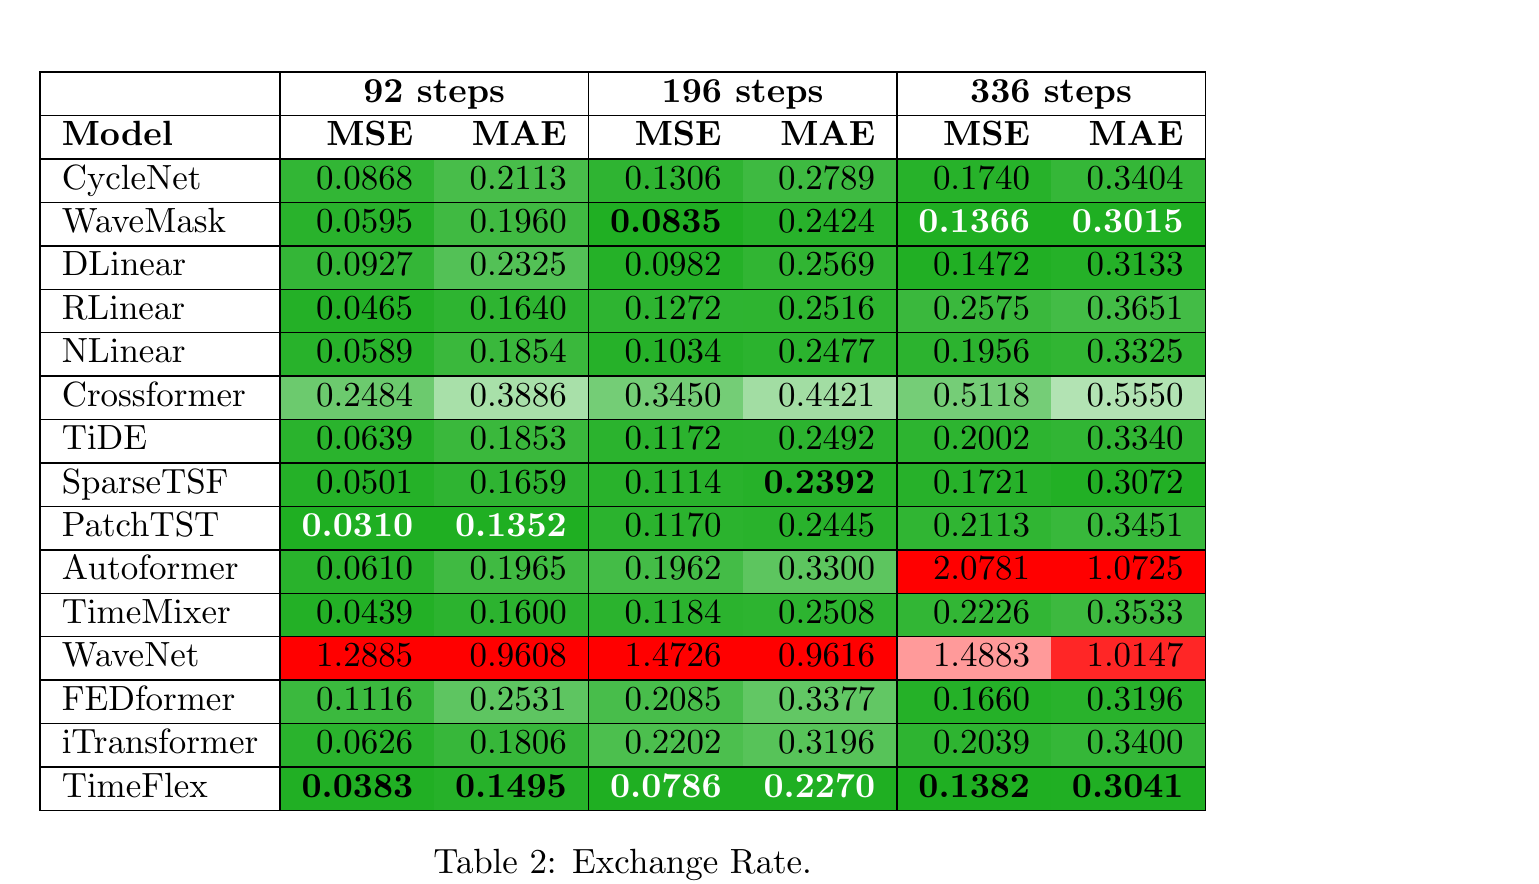 92 steps 196 steps 336 steps
Model MSE MAE MSE MAE MSE MAE
CycleNet 0.0868 0.2113 0.1306 0.2789 0.1740 0.3404
WaveMask 0.0595 0.1960 0.0835 0.2424 0.1366 0.3015
DLinear 0.0927 0.2325 0.0982 0.2569 0.1472 0.3133
RLinear 0.0465 0.1640 0.1272 0.2516 0.2575 0.3651
NLinear 0.0589 0.1854 0.1034 0.2477 0.1956 0.3325
Crossformer 0.2484 0.3886 0.3450 0.4421 0.5118 0.5550
TiDE 0.0639 0.1853 0.1172 0.2492 0.2002 0.3340
SparseTSF 0.0501 0.1659 0.1114 0.2392 0.1721 0.3072
PatchTST 0.0310 0.1352 0.1170 0.2445 0.2113 0.3451
Autoformer 0.0610 0.1965 0.1962 0.3300 2.0781 1.0725
TimeMixer 0.0439 0.1600 0.1184 0.2508 0.2226 0.3533
WaveNet 1.2885 0.9608 1.4726 0.9616 1.4883 1.0147
FEDformer 0.1116 0.2531 0.2085 0.3377 0.1660 0.3196
iTransformer 0.0626 0.1806 0.2202 0.3196 0.2039 0.3400
TimeFlex 0.0383 0.1495 0.0786 0.2270 0.1382 0.3041
Table 2: Exchange Rate.